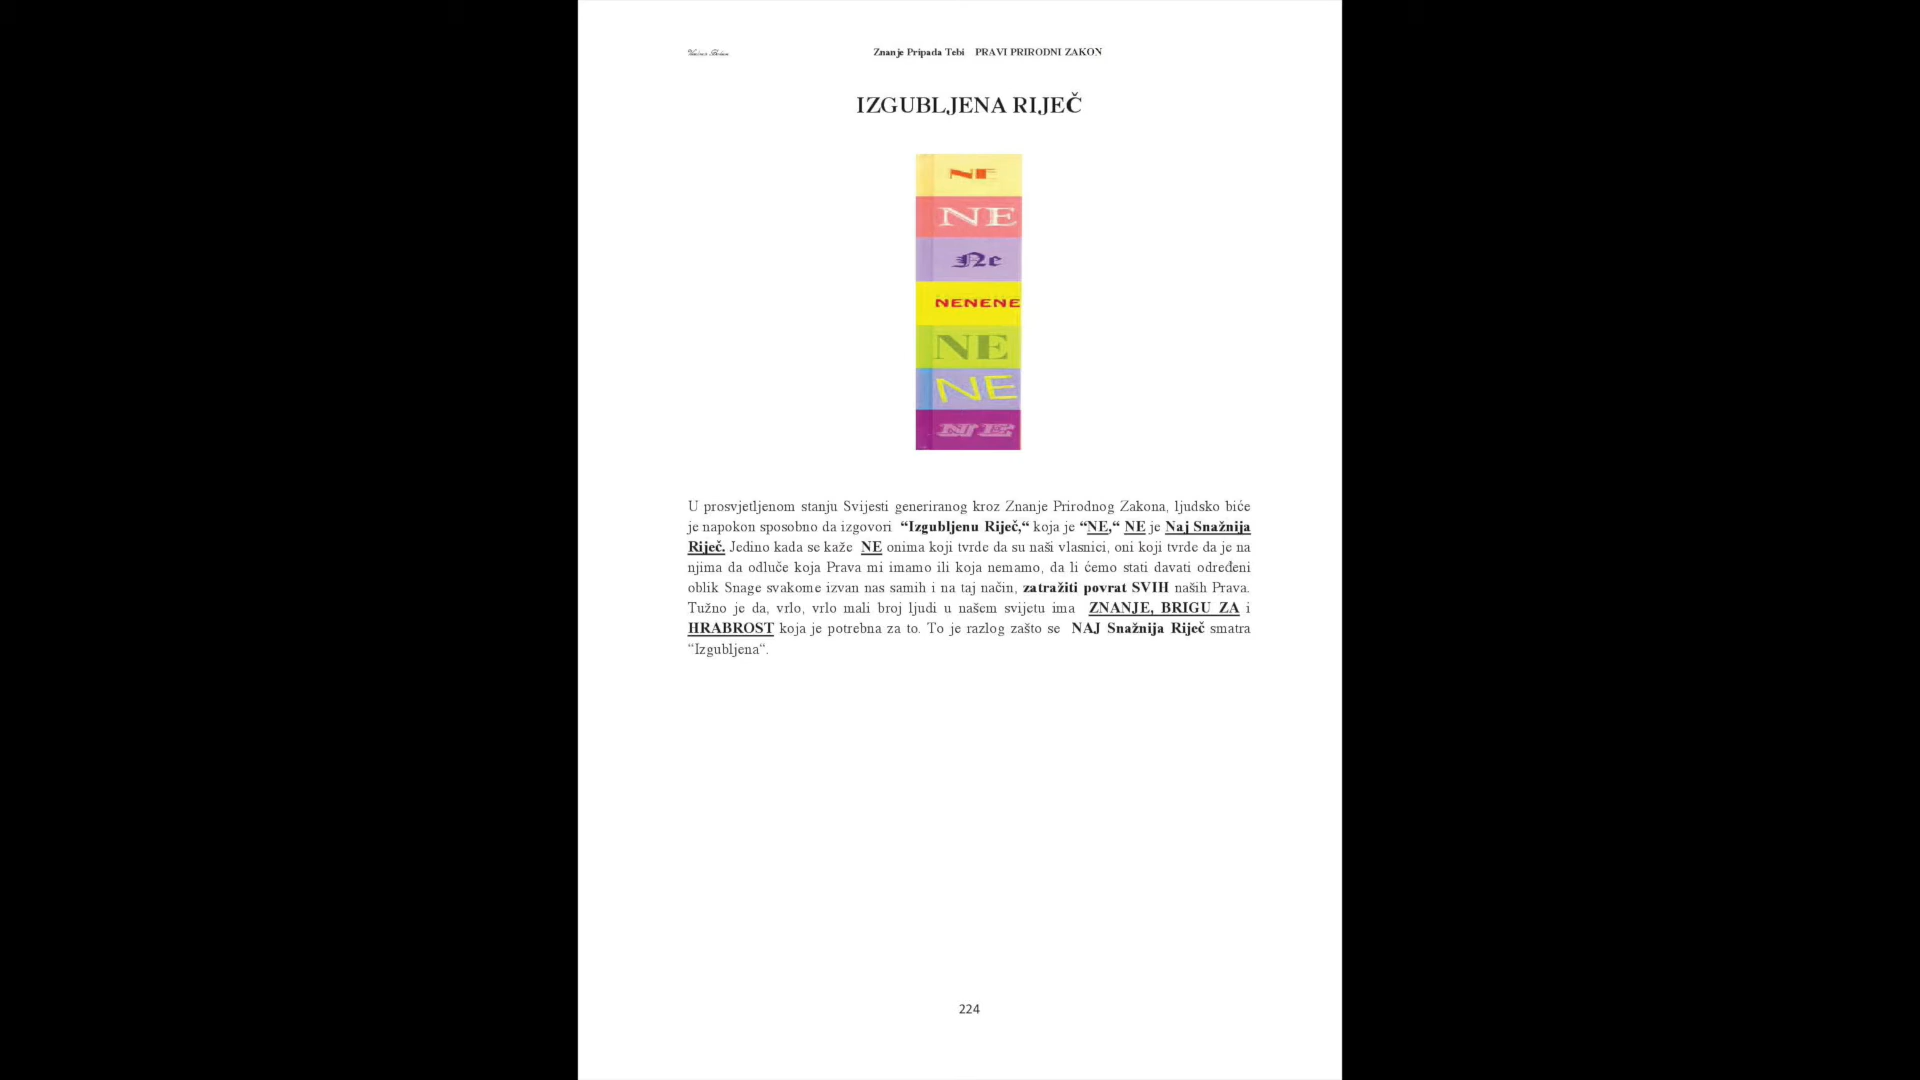 Znanje Pripada Tebi PRAVI PRIRODNI ZAKON
IZGUBLJENA RIJEČ
NE
NE
Ne
NENENE
NE
NE
NE
U prosvjetljenom stanju Svijesti generiranog kroz Znanje Prirodnog Zakona, ljudsko biće
je napokon sposobno da izgovori “Izgubljenu Riječ,“ koja je “NE,“ NE je Naj Snažnija
Riječ. Jedino kada se kaže NE onima koji tvrde da su naši vlasnici, oni koji tvrde da je na
njima da odluče koja Prava mi imamo ili koja nemamo, da li ćemo stati davati određeni
oblik Snage svakome izvan nas samih i na taj način, zatražiti povrat SVIH naših Prava.
Tužno je da, vrlo, vrlo mali broj ljudi u našem svijetu ima ZNANJE, BRIGU ZA i
HRABROST koja je potrebna za to. To je razlog zašto se NAJ Snažnija Riječ smatra
“Izgubljena“.
224